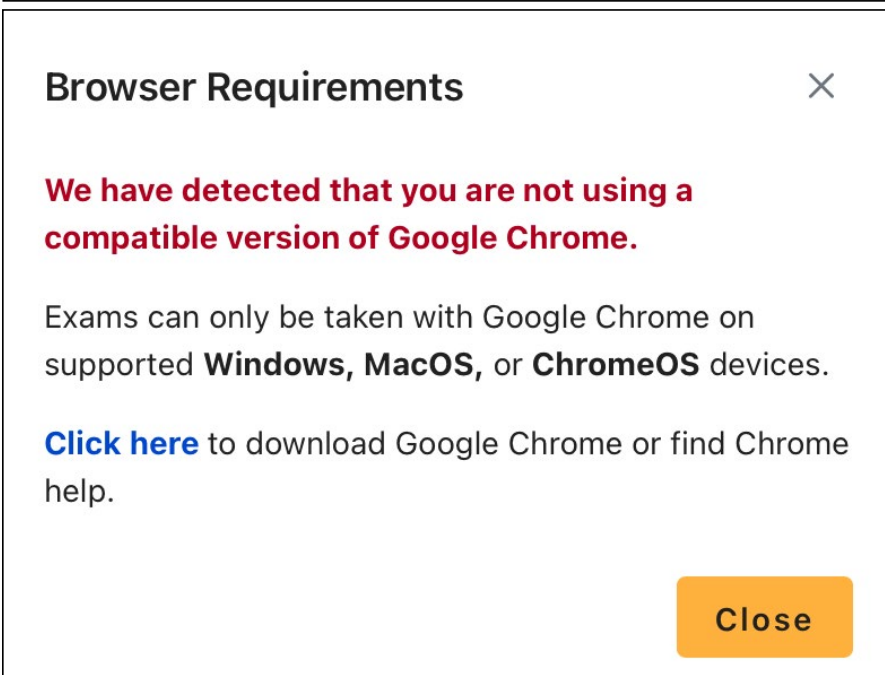 Browser Requirements
We have detected that you are not using a
compatible version of Google Chrome.
Exams can only be taken with Google Chrome on
supported Windows, MacOS, or ChromeOS devices.
Click here to download Google Chrome or find Chrome
help.
Close